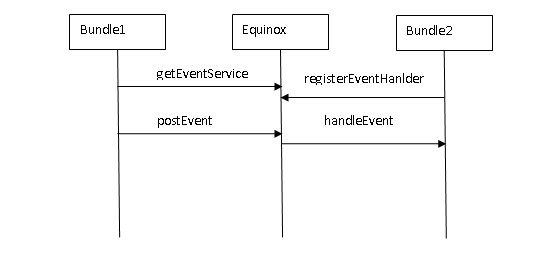 Bundle1
Equinox
Bundle2
getEventService
registerEventHanlder
postEvent
handleEvent